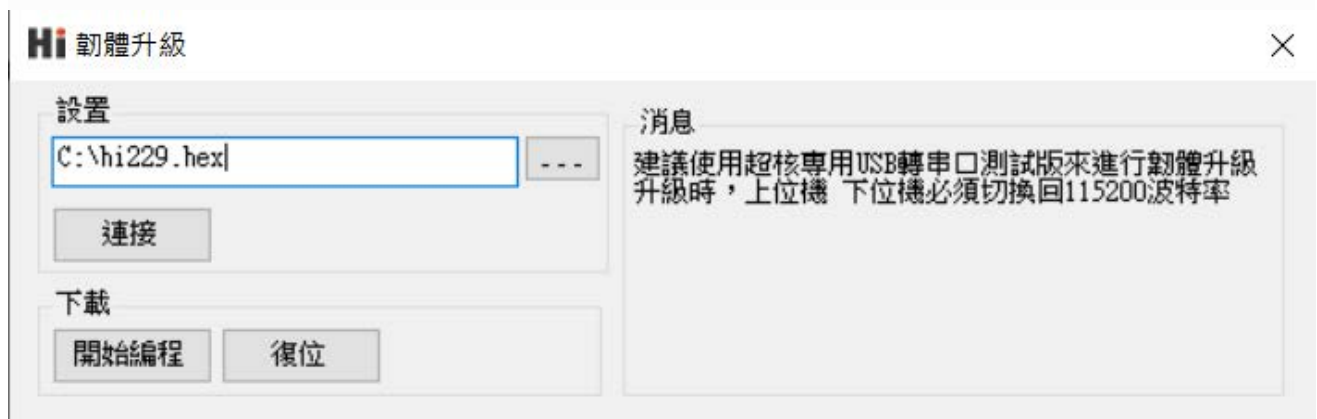 Hi 韌體升級
設置
C:\hi229.hex
...
連接
下載
開始編程
復位
消息
建議使用超核專用USB轉串口測試版來進行韌體升級
升級時，上位機 下位機必須切換回115200波特率